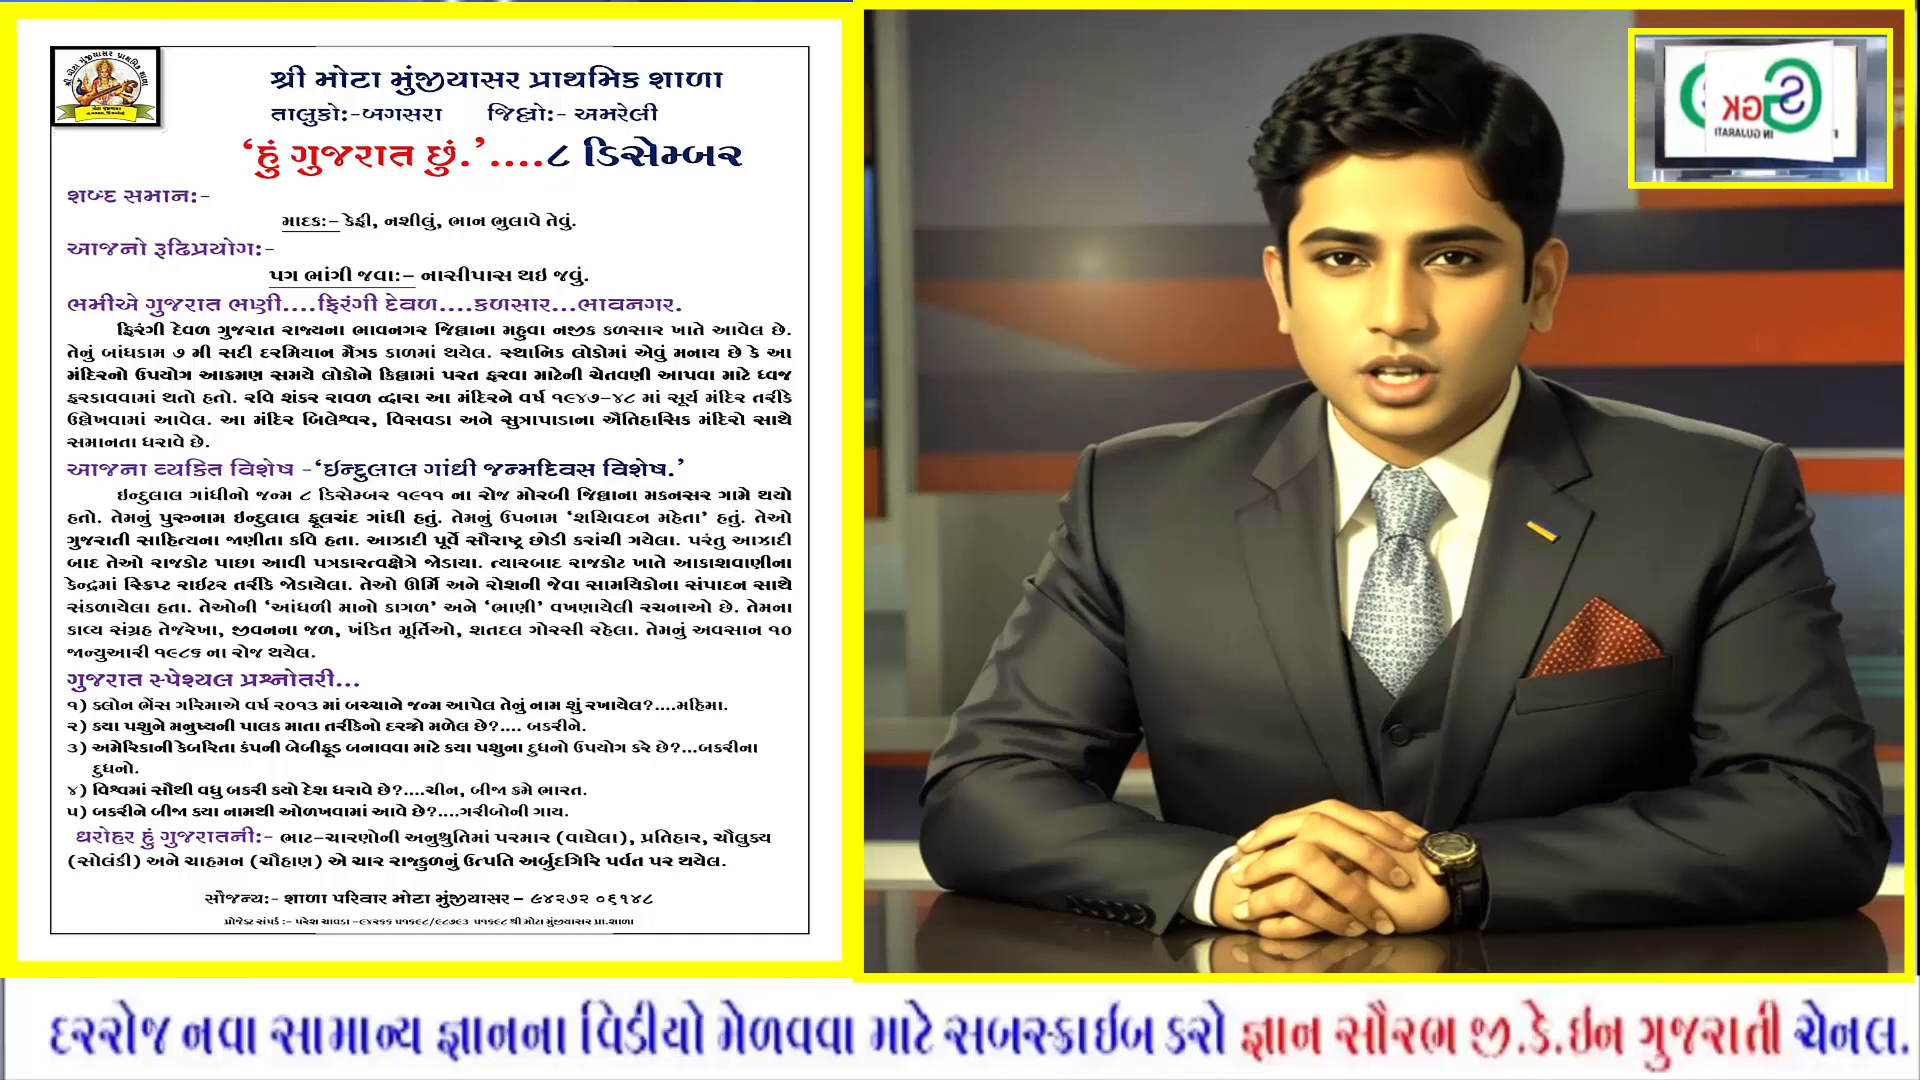 શ્રી મોટા મુંજીયાસર પ્રાથમિક શાળા
તાલુકો:-બગસરા જિલ્લો:- અમરેલી
‘હું ગુજરાત છું.’....૮ ડિસેમ્બર
શબ્દ સમાન:-
માદક:– કેફી, નશીલું, ભાન ભુલાવે તેવું.
આજનો રૂઢિપ્રયોગ:-
પગ ભાંગી જવા:– નાસીપાસ થઇ જવું.
ભમીએ ગુજરાત ભણી....ફિરંગી દેવળ....કળસાર...ભાવનગર.
ફિરંગી દેવળ ગુજરાત રાજ્યના ભાવનગર જિલ્લાના મહુવા નજીક કળસાર ખાતે આવેલ છે.
તેનું બાંધકામ ૭ મી સદી દરમિયાન મૈત્રક કાળમાં થયેલ. સ્થાનિક લોકોમાં એવું મનાય છે કે આ
મંદિરનો ઉપયોગ આક્રમણ સમયે લોકોને કિલ્લામાં પરત ફરવા માટેની ચેતવણી આપવા માટે ધ્વજ
ફરકાવવામાં થતો હતો. રવિ શંકર રાવળ દ્વારા આ મંદિરને વર્ષ ૧૯૪૭–૪૮ માં સૂર્ય મંદિર તરીકે
ઉલ્લેખવામાં આવેલ. આ મંદિર બિલેશ્વર, વિસવડા અને સુત્રાપાડાના ઐતિહાસિક મંદિરો સાથે
સમાનતા ધરાવે છે.
આજના વ્યકિત વિશેષ -‘ઇન્દુલાલ ગાંધી જન્મદિવસ વિશેષ.’
ઇન્દુલાલ ગાંધીનો જન્મ ૮ ડિસેમ્બર ૧૯૧૧ ના રોજ મોરબી જિલ્લાના મકનસર ગામે થયો
હતો. તેમનું પુરુનામ ઇન્દુલાલ ફૂલચંદ ગાંધી હતું. તેમનું ઉપનામ ‘શશિવદન મહેતા’ હતું. તેઓ
ગુજરાતી સાહિત્યના જાણીતા કવિ હતા. આઝાદી પૂર્વે સૌરાષ્ટ્ર છોડી કરાંચી ગયેલા. પરંતુ આઝાદી
બાદ તેઓ રાજકોટ પાછા આવી પત્રકારત્વક્ષેત્રે જોડાયા. ત્યારબાદ રાજકોટ ખાતે આકાશવાણીના
કેન્દ્રમાં સ્ક્રિપ્ટ રાઇટર તરીકે જોડાયેલા. તેઓ ઊર્મિ અને રોશની જેવા સામયિકોના સંપાદન સાથે
સંકળાયેલા હતા. તેઓની ‘આંધળી માનો કાગળ’ અને ‘ભાણી’ વખણાયેલી રચનાઓ છે. તેમના
કાવ્ય સંગ્રહ તેજરેખા, જીવનના જળ, ખંડિત મૂર્તિઓ, શતદલ ગોરસી રહેલા. તેમનું અવસાન ૧૦
જાન્યુઆરી ૧૯૮૬ ના રોજ થયેલ.
ગુજરાત સ્પેશ્યલ પ્રશ્નોતરી...
૧) ક્લોન ભેંસ ગરિમાએ વર્ષ ૨૦૧૩ માં બચ્ચાને જન્મ આપેલ તેનું નામ શું રખાયેલ?....મહિમા.
૨) કયા પશુને મનુષ્યની પાલક માતા તરીકેનો દરજ્જો મળેલ છે?.... બકરીને.
૩) અમેરિકાની કેબરિતા કંપની બેબીફૂડ બનાવવા માટે કયા પશુના દુધનો ઉપયોગ કરે છે?...બકરીના
દુધનો.
૪) વિશ્વમાં સૌથી વધુ બકરી કયો દેશ ધરાવે છે?....ચીન, બીજા ક્રમે ભારત.
૫) બકરીને બીજા ક્યા નામથી ઓળખવામાં આવે છે?....ગરીબોની ગાય.
ધરોહર હું ગુજરાતની:- ભાટ–ચારણોની અનુશ્રુતિમાં પરમાર (વાઘેલા), પ્રતિહાર, ચૌલુક્ય
(સોલંકી) અને ચાહમન (ચૌહાણ) એ ચાર રાજકુળનું ઉત્પતિ અર્બુદગિરિ પર્વત પર થયેલ.
સૌજન્ય:- શાળા પરિવાર મોટા મુંજીયાસર – ૯૪૨૭૨ ૦૬૧૪૮
SGK
IN GUJARATI
દરરોજ નવા સામાન્ય જ્ઞાનના વિડીયો મેળવવા માટે સબસ્ક્રાઇબ કરો જ્ઞાન સૌરભ જી.કે.ઇન ગુજરાતી ચેનલ.